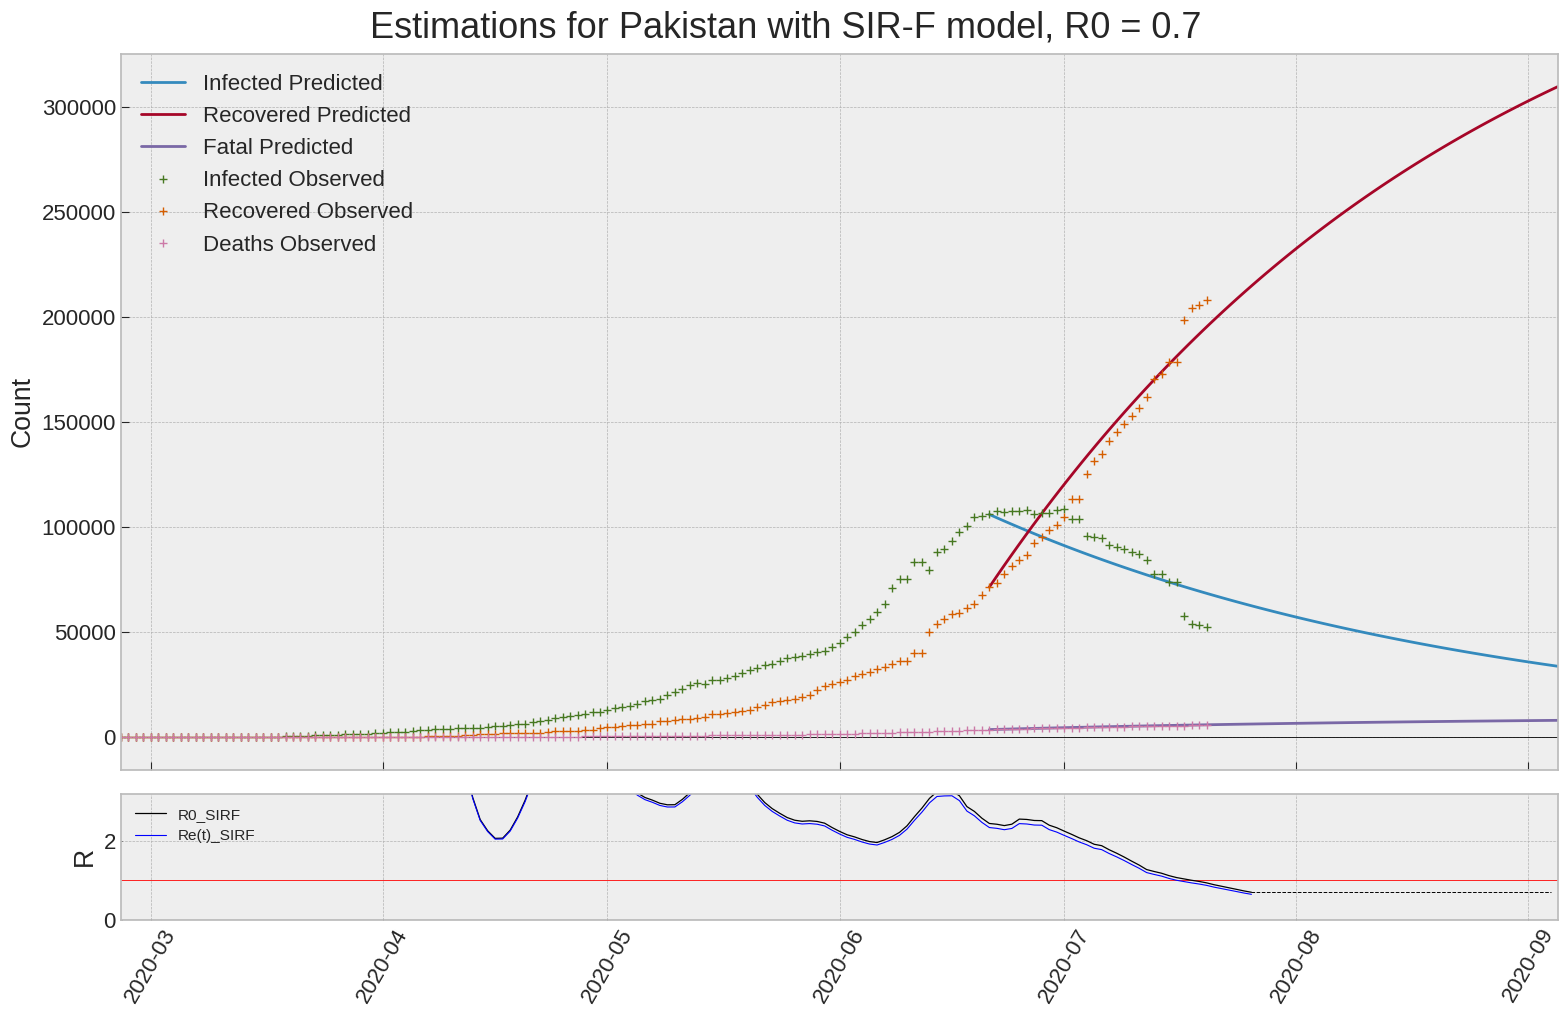 Estimations for Pakistan with SIR-F model, R0 = 0.7
Infected Predicted
Recovered Predicted
Fatal Predicted
Infected Observed
Recovered Observed
Deaths Observed
300000
250000
200000
150000
100000
50000
0
Count
R0_SIRF
Re(t)_SIRF
2
0
R
2020-03
2020-04
2020-05
2020-06
2020-07
2020-08
2020-09